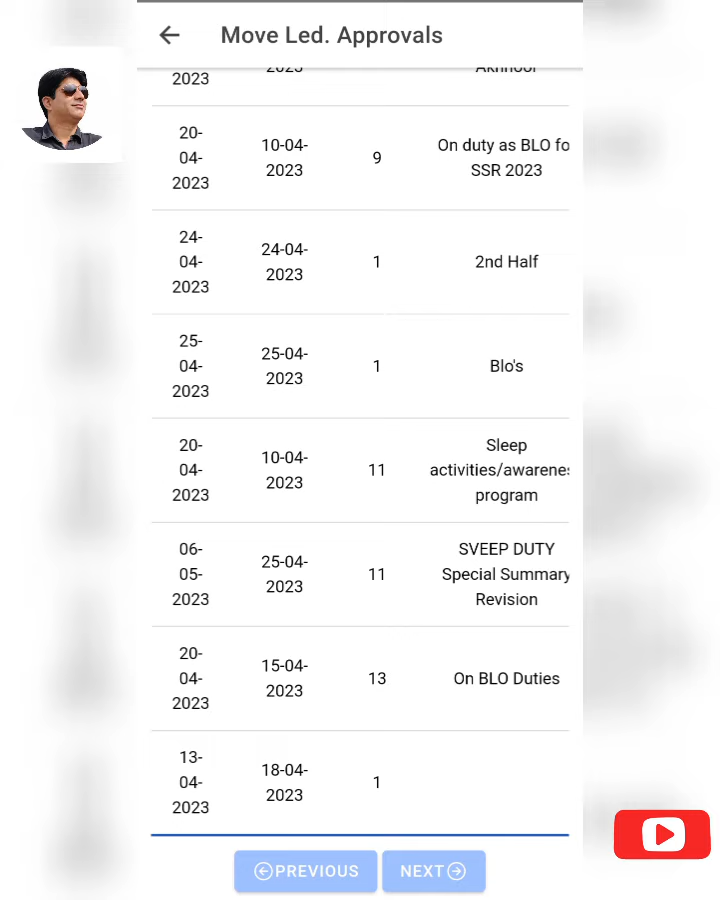 Move Led. Approvals
2023
2023
Akhnoor
20-
04-
2023
10-04-
2023
9
On duty as BLO fo
SSR 2023
24-
04-
2023
24-04-
2023
1
2nd Half
25-
04-
2023
25-04-
2023
1
Blo's
20-
04-
2023
10-04-
2023
11
Sleep
activities/awarenes
program
06-
05-
2023
25-04-
2023
11
SVEEP DUTY
Special Summary
Revision
20-
04-
2023
15-04-
2023
13
On BLO Duties
13-
04-
2023
18-04-
2023
1
PREVIOUS
NEXT